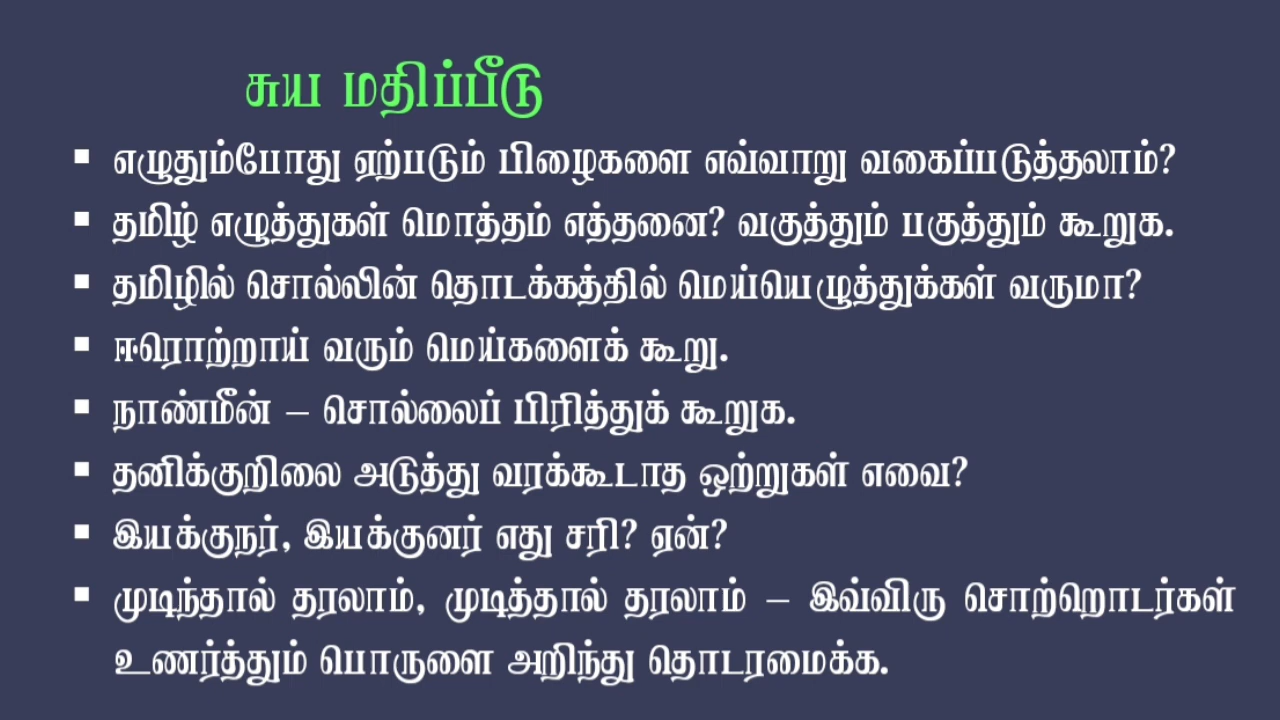 சுய மதிப்பீடு
▪ எழுதும்போது ஏற்படும் பிழைகளை எவ்வாறு வகைப்படுத்தலாம்?
▪ தமிழ் எழுத்துகள் மொத்தம் எத்தனை? வகுத்தும் பகுத்தும் கூறுக.
▪ தமிழில் சொல்லின் தொடக்கத்தில் மெய்யெழுத்துக்கள் வருமா?
▪ ஈரொற்றாய் வரும் மெய்களைக் கூறு.
▪ நாண்மீன் – சொல்லைப் பிரித்துக் கூறுக.
▪ தனிக்குறிலை அடுத்து வரக்கூடாத ஒற்றுகள் எவை?
▪ இயக்குநர், இயக்குனர் எது சரி? ஏன்?
▪ முடிந்தால் தரலாம், முடித்தால் தரலாம் – இவ்விரு சொற்றொடர்கள்
உணர்த்தும் பொருளை அறிந்து தொடரமைக்க.